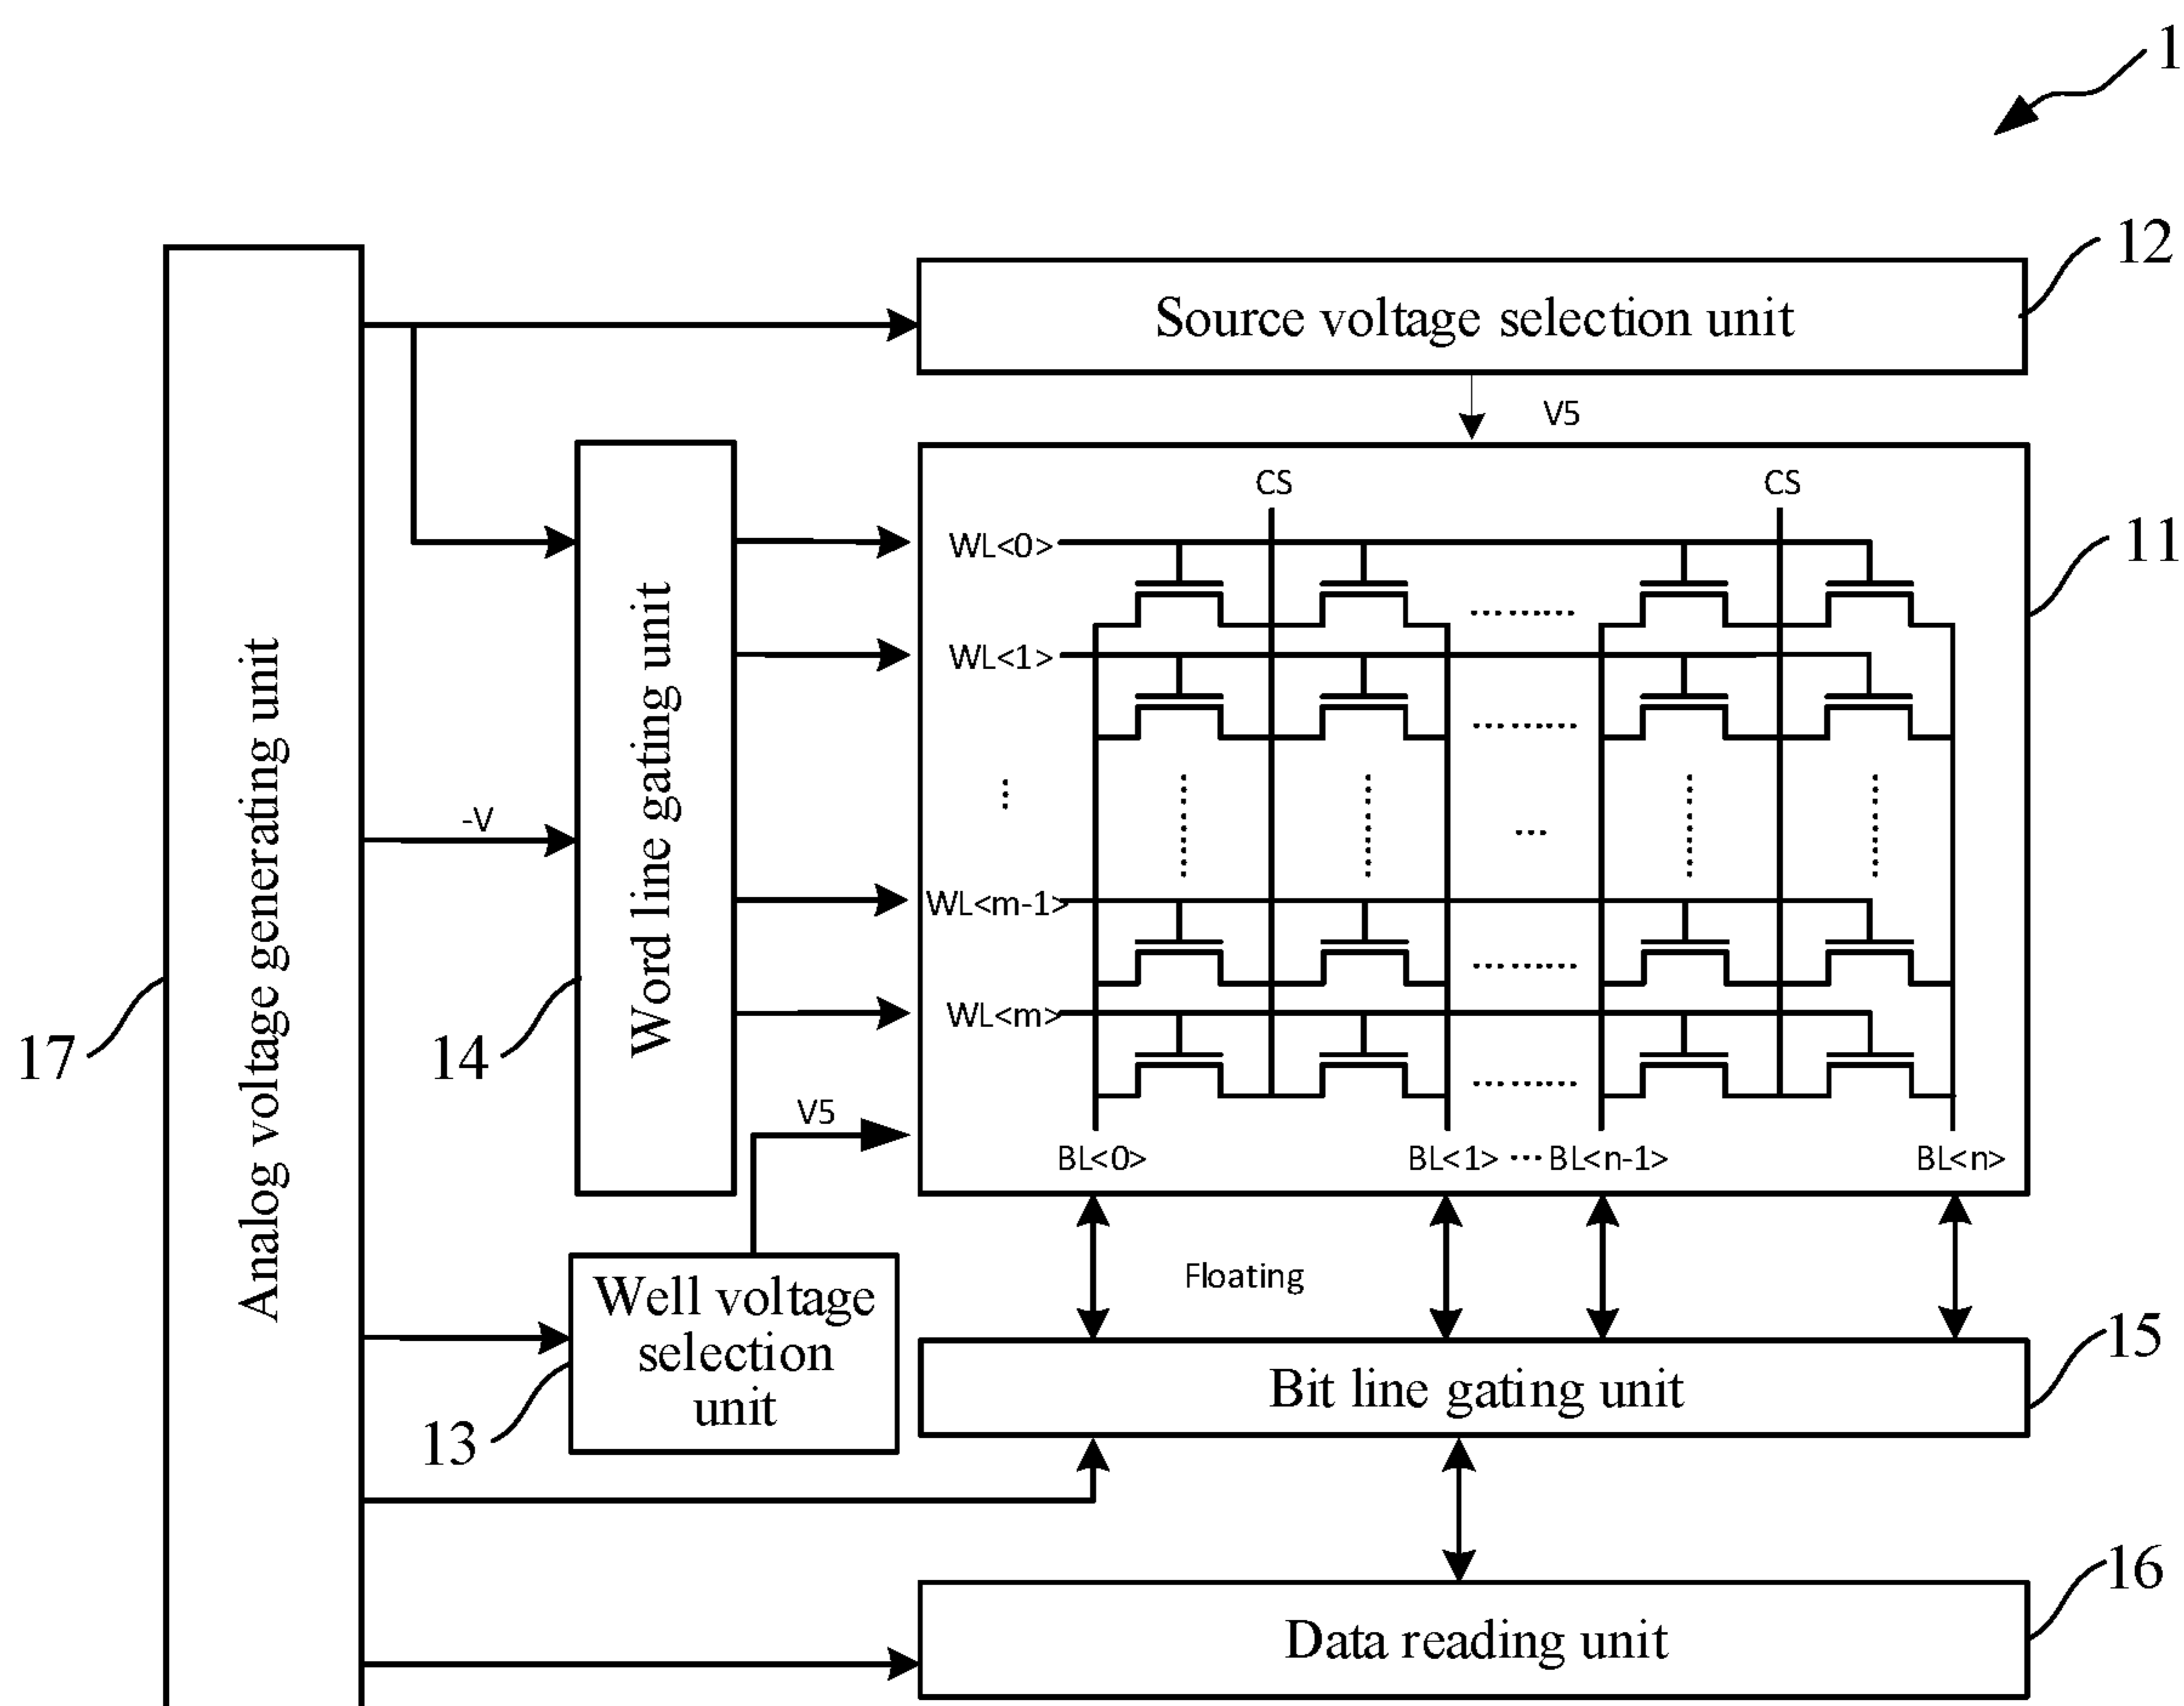 1
12
Source voltage selection unit
V5
CS CS
11
WL<0>
WL<1>
Analog voltage generating unit
Word line gating unit
-V
WL<m-1>
WL<m>
17
14
V5
BL<0> BL<1> ... BL<n-1> BL<n>
Floating
Well voltage
selection
unit
13
15
Bit line gating unit
16
Data reading unit